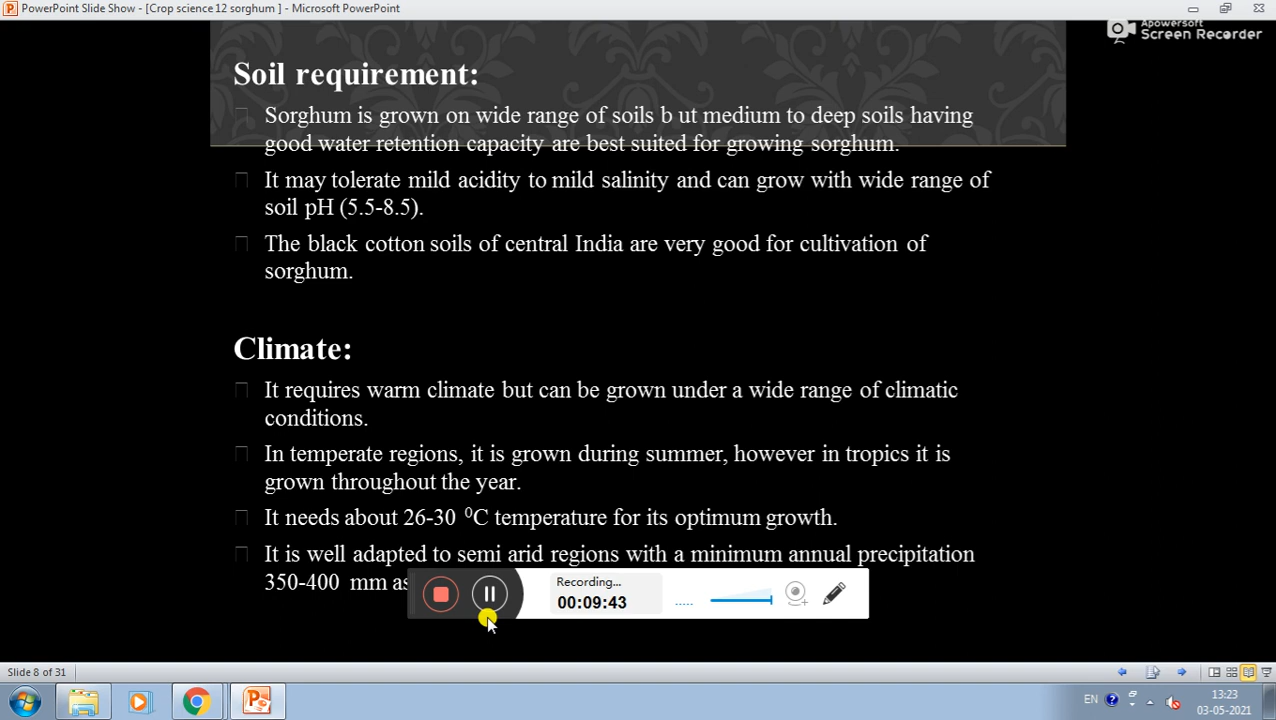 PowerPoint Slide Show - [Crop science 12 sorghum ] - Microsoft PowerPoint
Apowersoft
Screen Recorder
Soil requirement:
Sorghum is grown on wide range of soils b ut medium to deep soils having
good water retention capacity are best suited for growing sorghum.
It may tolerate mild acidity to mild salinity and can grow with wide range of
soil pH (5.5-8.5).
The black cotton soils of central India are very good for cultivation of
sorghum.
Climate:
It requires warm climate but can be grown under a wide range of climatic
conditions.
In temperate regions, it is grown during summer, however in tropics it is
grown throughout the year.
It needs about 26-30 ⁰C temperature for its optimum growth.
It is well adapted to semi arid regions with a minimum annual precipitation
350-400 mm as
Recording...
00:09:43
Slide 8 of 31
EN
13:23
03-05-2021